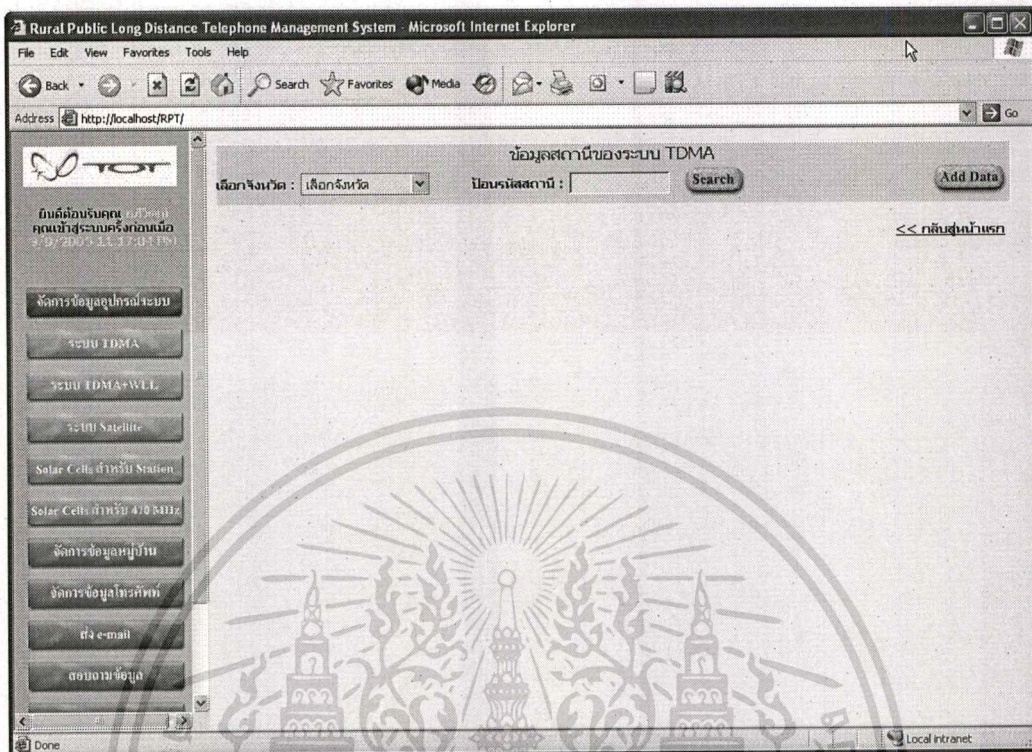 Rural Public Long Distance Telephone Management System - Microsoft Internet Explorer
File Edit View Favorites Tools Help
Back Search Favorites Media
Address http://localhost/RPT/ Go
TOT
ข้อมูลสถานีของระบบ TDMA
เลือกจังหวัด : เลือกจังหวัด ป้อนรหัสสถานี : Search Add Data
<< กลับสู่หน้าแรก
ยินดีต้อนรับคุณ
คุณเข้าสู่ระบบครั้งก่อนเมื่อ
จัดการข้อมูลอุปกรณ์ระบบ
ระบบ TDMA
ระบบ TDMA+WLL
ระบบ Satellite
Solar Cells สำหรับ Station
Solar Cells สำหรับ 470 MHz
จัดการข้อมูลหมู่บ้าน
จัดการข้อมูลโทรศัพท์
ส่ง e-mail
สอบถามข้อมูล
Done Local intranet